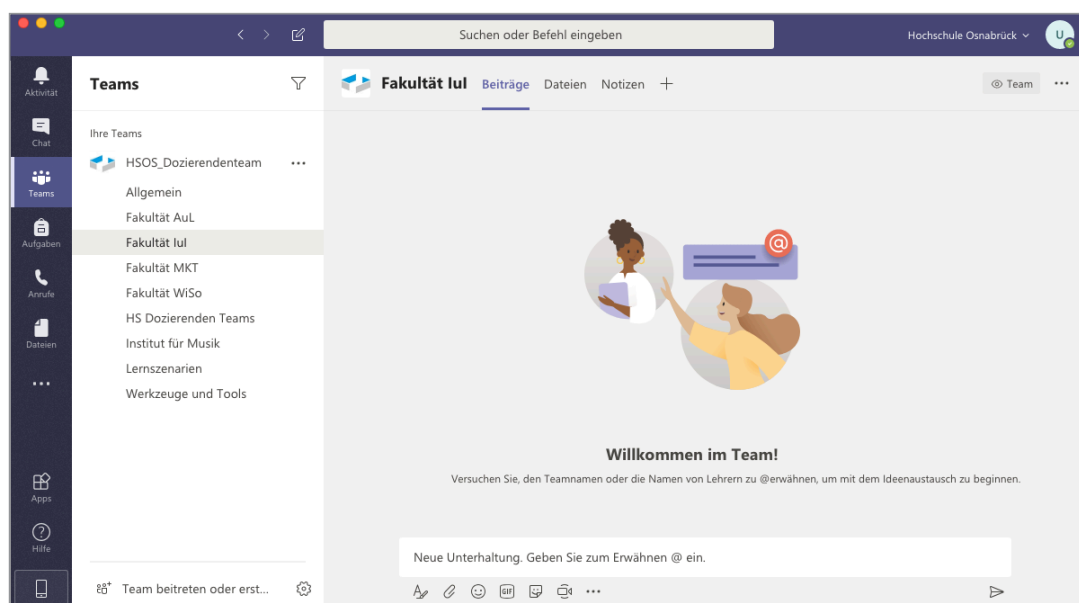 Suchen oder Befehl eingeben
Hochschule Osnabrück
U
Aktivität
Chat
Teams
Aufgaben
Anrufe
Dateien
Apps
Hilfe
Teams
Ihre Teams
HSOS_Dozierendenteam
Allgemein
Fakultät AuL
Fakultät IuI
Fakultät MKT
Fakultät WiSo
HS Dozierenden Teams
Institut für Musik
Lernszenarien
Werkzeuge und Tools
Team beitreten oder erst...
Fakultät IuI Beiträge Dateien Notizen
Team
@
Willkommen im Team!
Versuchen Sie, den Teamnamen oder die Namen von Lehrern zu @erwähnen, um mit dem Ideenaustausch zu beginnen.
Neue Unterhaltung. Geben Sie zum Erwähnen @ ein.
GIF